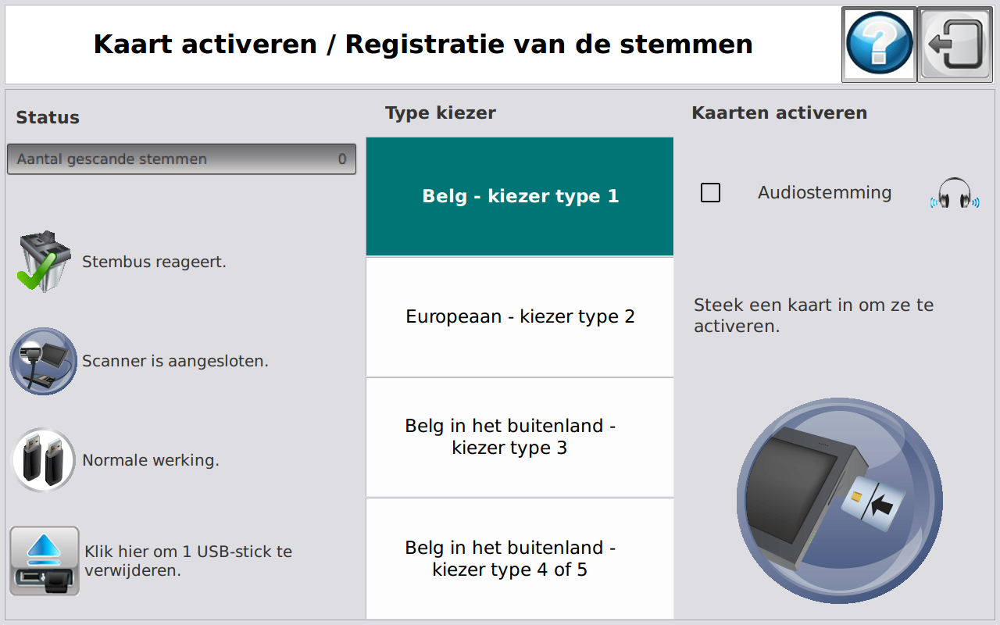 Kaart activeren / Registratie van de stemmen
Status
Aantal gescande stemmen 0
Stembus reageert.
Scanner is aangesloten.
Normale werking.
Klik hier om 1 USB-stick te
verwijderen.
Type kiezer
Belg - kiezer type 1
Europeaan - kiezer type 2
Belg in het buitenland -
kiezer type 3
Belg in het buitenland -
kiezer type 4 of 5
Kaarten activeren
Audiostemming
Steek een kaart in om ze te
activeren.